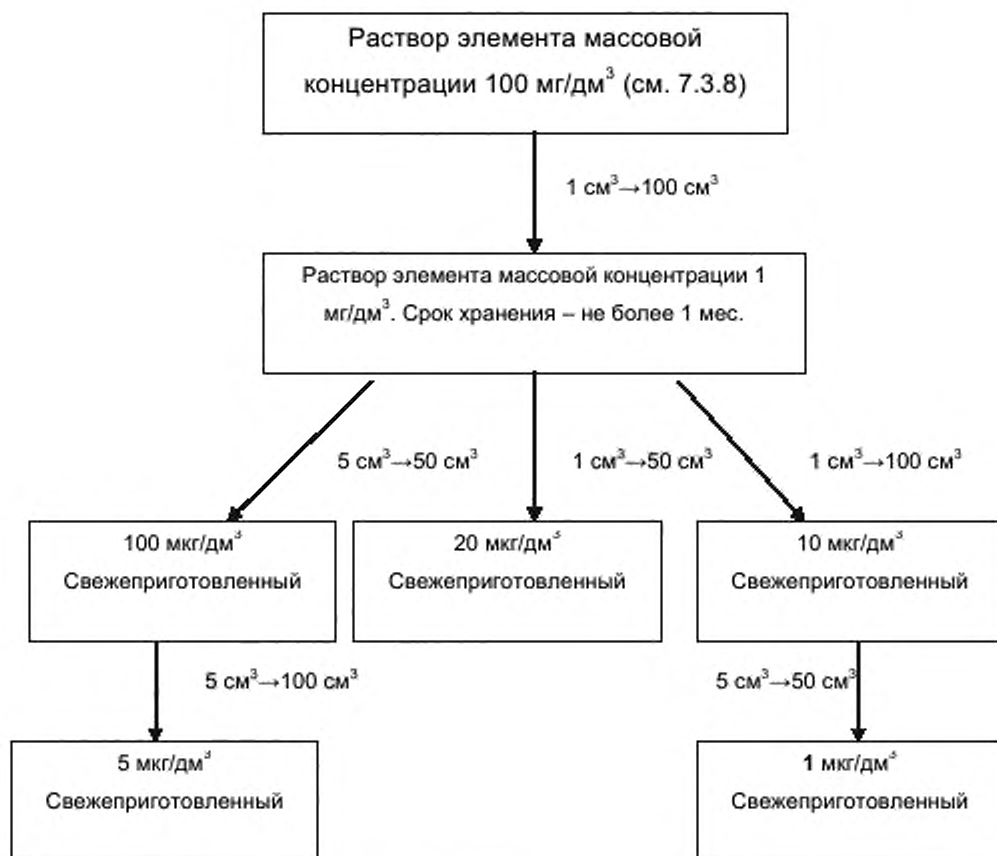 Раствор элемента массовой
концентрации 100 мг/дм³ (см. 7.3.8)
1 см³→100 см³
Раствор элемента массовой концентрации 1
мг/дм³. Срок хранения – не более 1 мес.
5 см³→50 см³
1 см³→50 см³
1 см³→100 см³
100 мкг/дм³
Свежеприготовленный
20 мкг/дм³
Свежеприготовленный
10 мкг/дм³
Свежеприготовленный
5 см³→100 см³
5 см³→50 см³
5 мкг/дм³
Свежеприготовленный
1 мкг/дм³
Свежеприготовленный